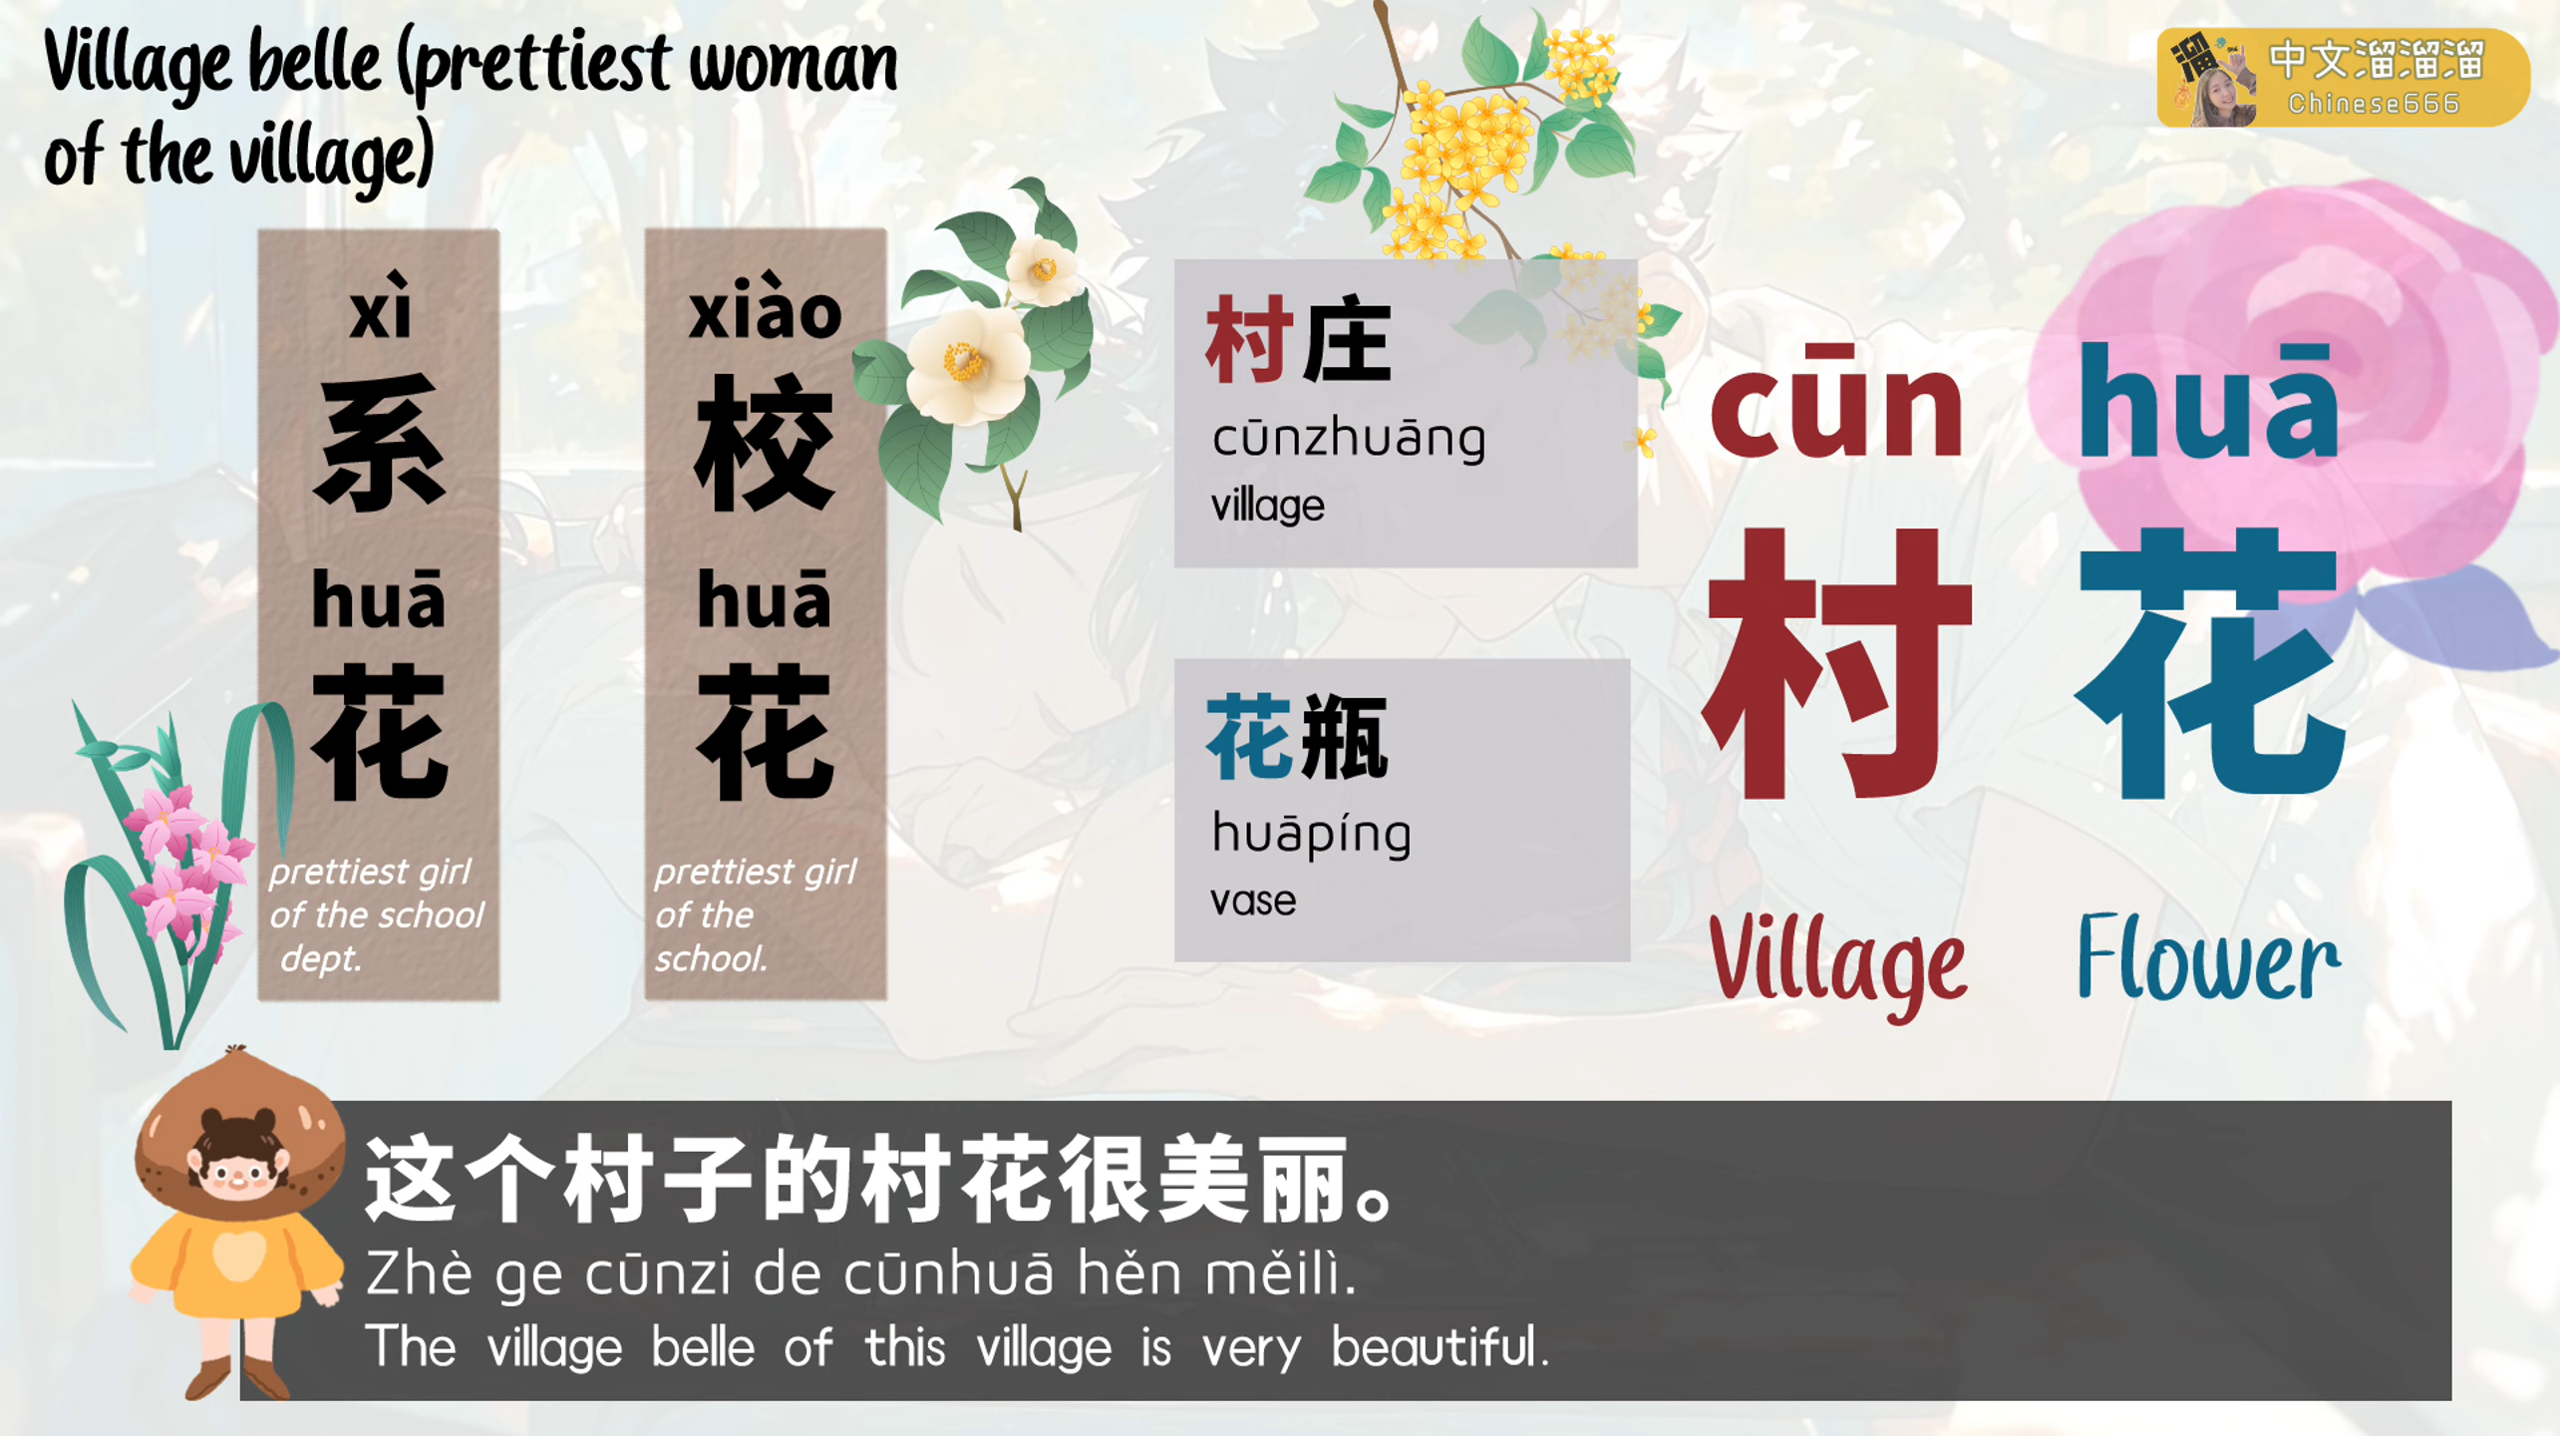 Village belle (prettiest woman
of the village)
中文溜溜溜
Chinese666
溜
xì
系
huā
花
prettiest girl
of the school
dept.
xiào
校
huā
花
prettiest girl
of the
school.
村庄
cūnzhuāng
village
花瓶
huāpíng
vase
cūn huā
村花
Village Flower
这个村子的村花很美丽。
Zhè ge cūnzi de cūnhuā hěn měilì.
The village belle of this village is very beautiful.